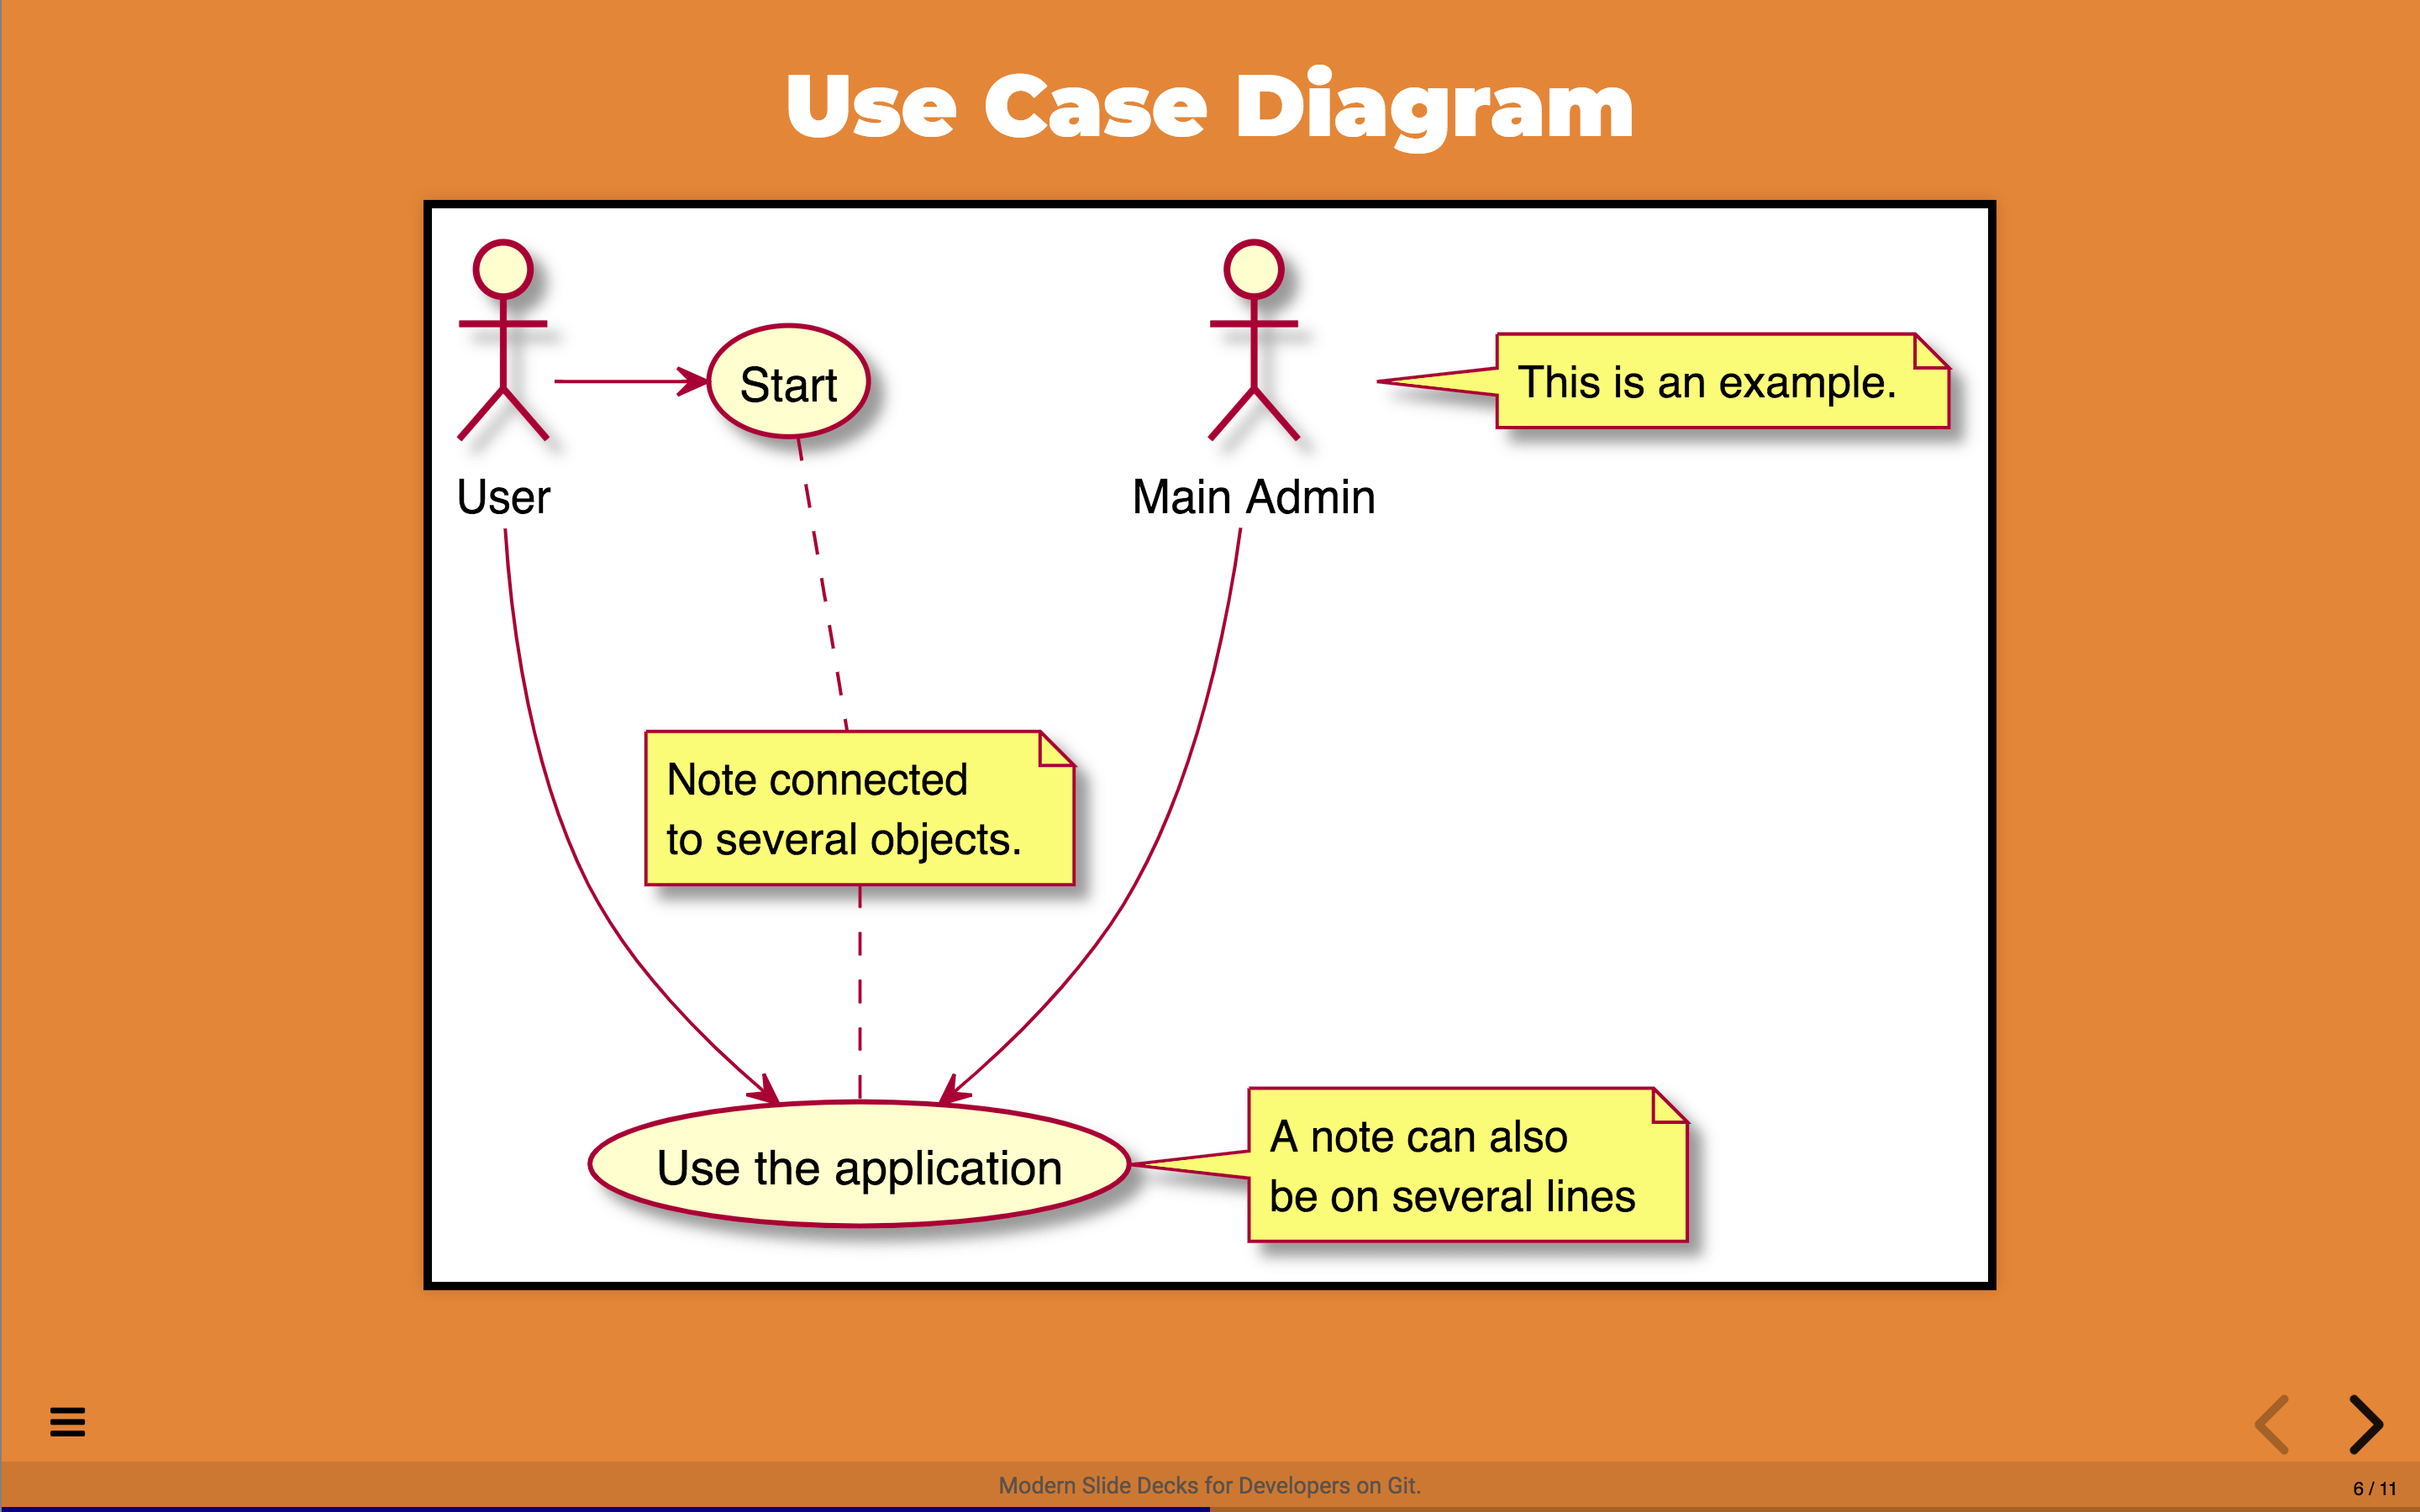 Use Case Diagram
Start
This is an example.
User
Main Admin
Note connected
to several objects.
Use the application
A note can also
be on several lines
Modern Slide Decks for Developers on Git.
6 / 11